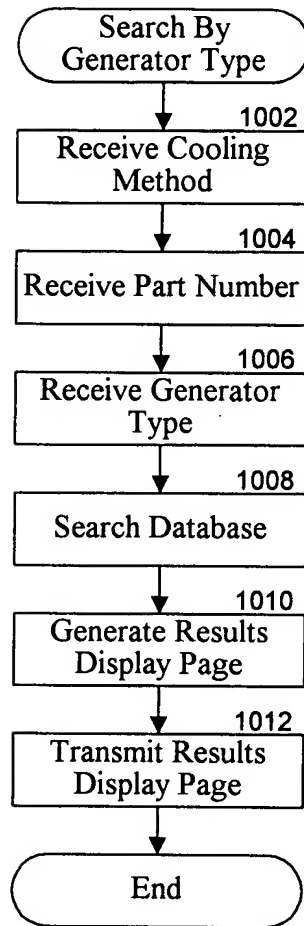 Search By
Generator Type
1002
Receive Cooling
Method
1004
Receive Part Number
1006
Receive Generator
Type
1008
Search Database
1010
Generate Results
Display Page
1012
Transmit Results
Display Page
End